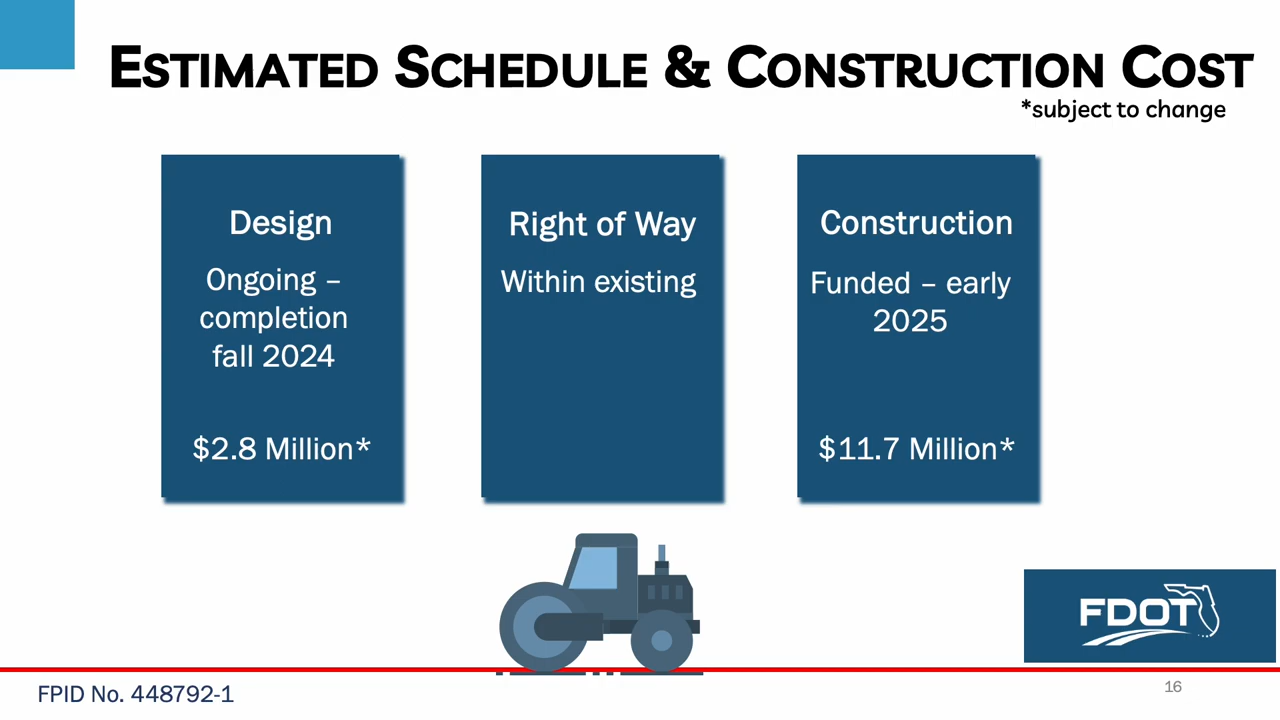 ESTIMATED SCHEDULE & CONSTRUCTION COST
*subject to change
Design
Ongoing –
completion
fall 2024
$2.8 Million*
Right of Way
Within existing
Construction
Funded – early
2025
$11.7 Million*
FDOT
FPID No. 448792-1
16